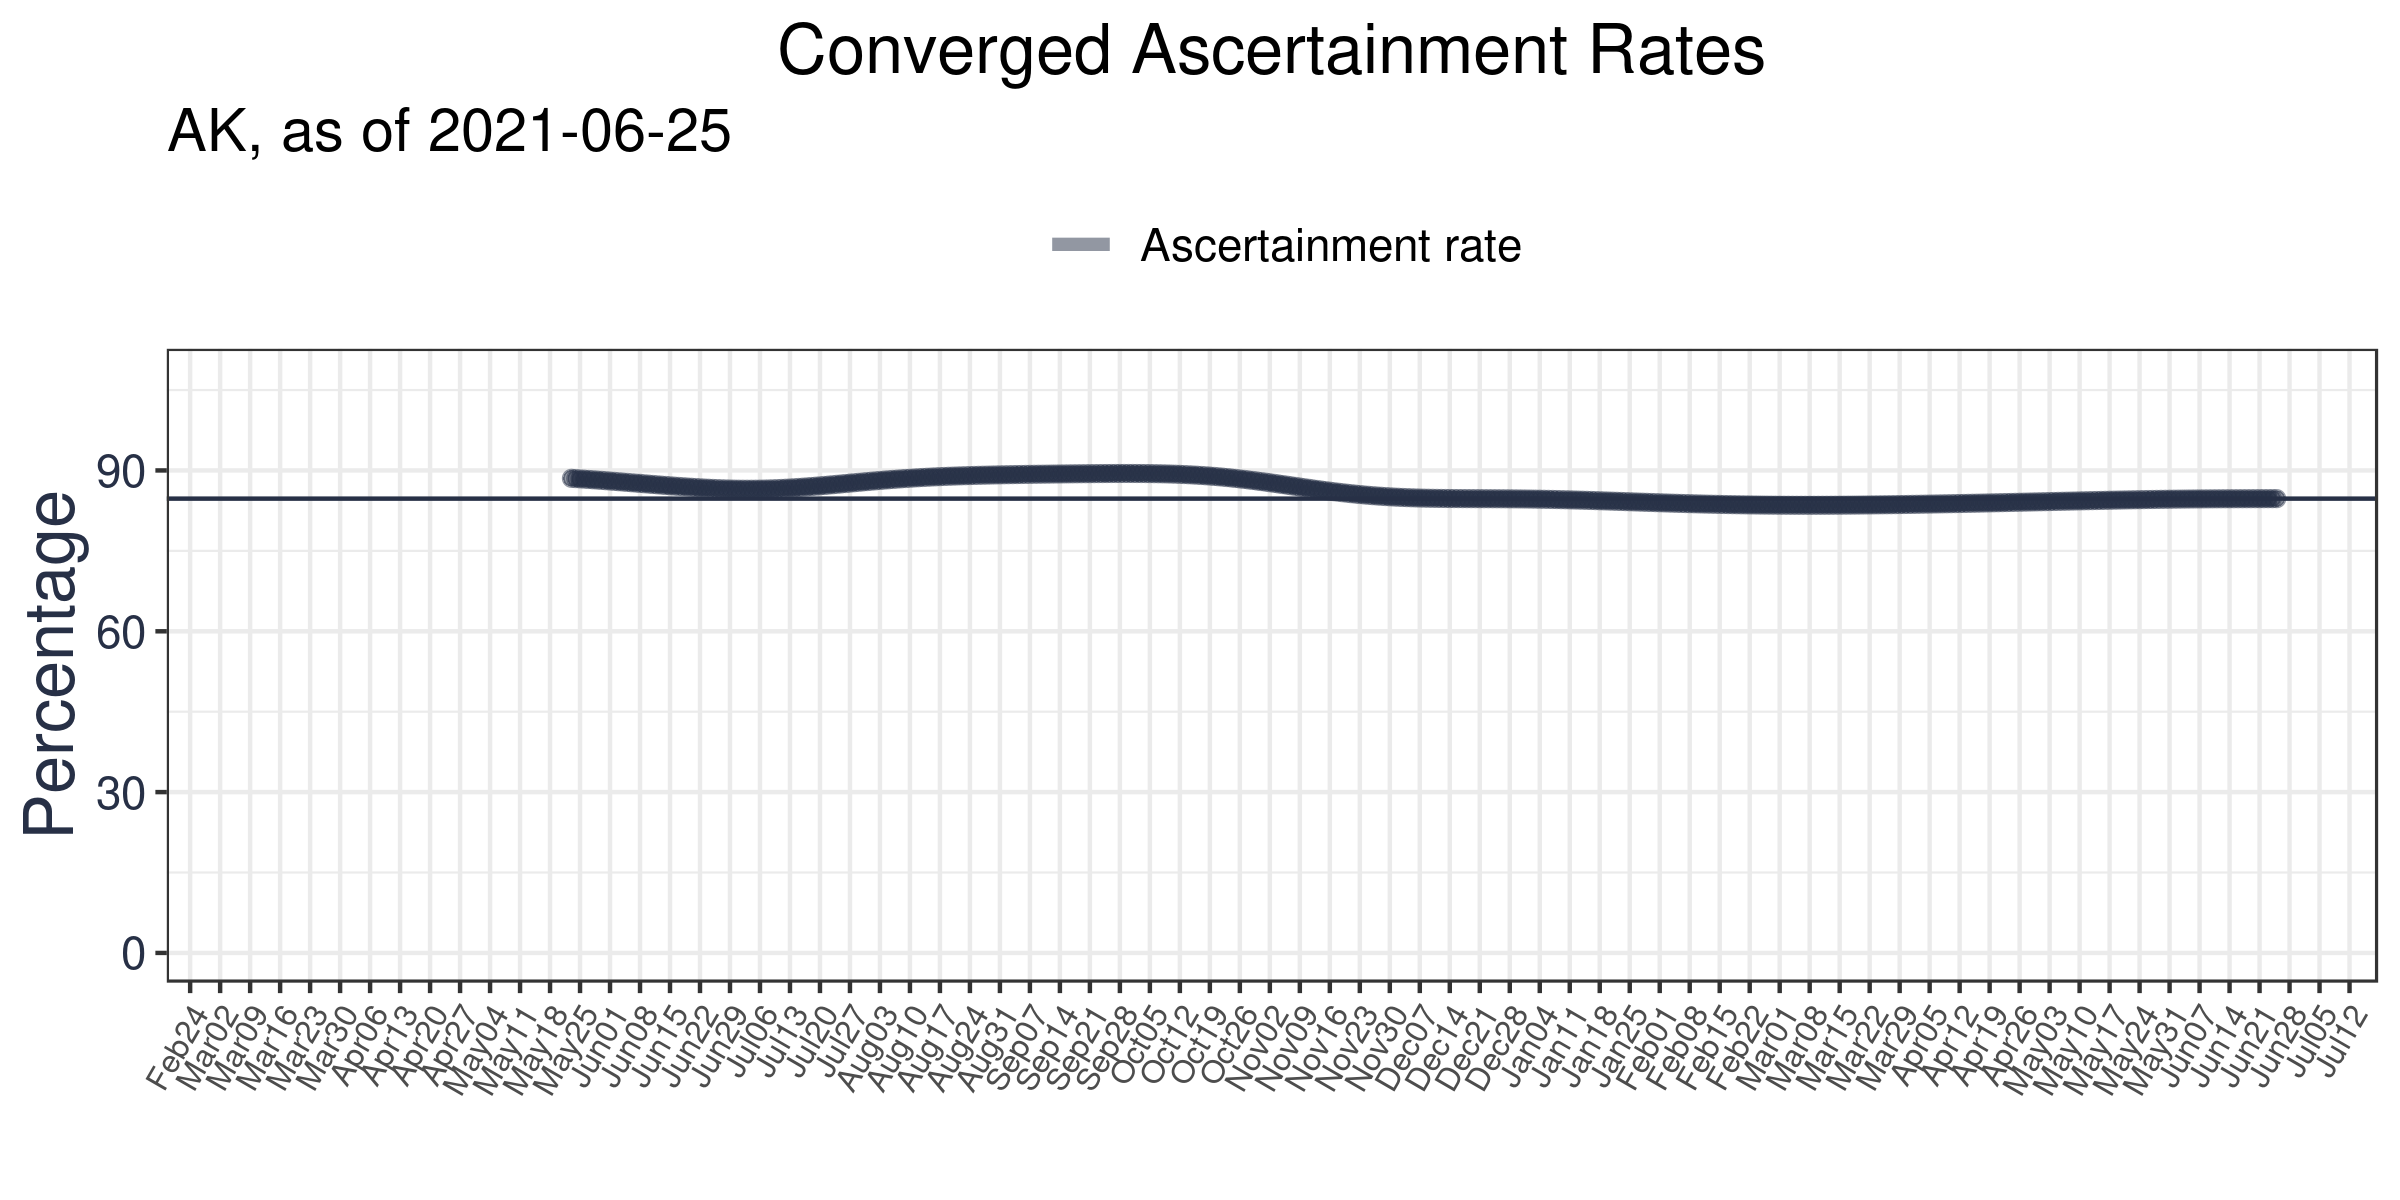 Converged Ascertainment Rates
AK, as of 2021-06-25
Ascertainment rate
Percentage
90
60
30
0
Feb24 Mar02 Mar09 Mar16 Mar23 Mar30 Apr06 Apr13 Apr20 Apr27 May04 May11 May18 May25 Jun01 Jun08 Jun15 Jun22 Jun29 Jul06 Jul13 Jul20 Jul27 Aug03 Aug10 Aug17 Aug24 Aug31 Sep07 Sep14 Sep21 Sep28 Oct05 Oct12 Oct19 Oct26 Nov02 Nov09 Nov16 Nov23 Nov30 Dec07 Dec14 Dec21 Dec28 Jan04 Jan11 Jan18 Jan25 Feb01 Feb08 Feb15 Feb22 Mar01 Mar08 Mar15 Mar22 Mar29 Apr05 Apr12 Apr19 Apr26 May03 May10 May17 May24 May31 Jun07 Jun14 Jun21 Jun28 Jul05 Jul12